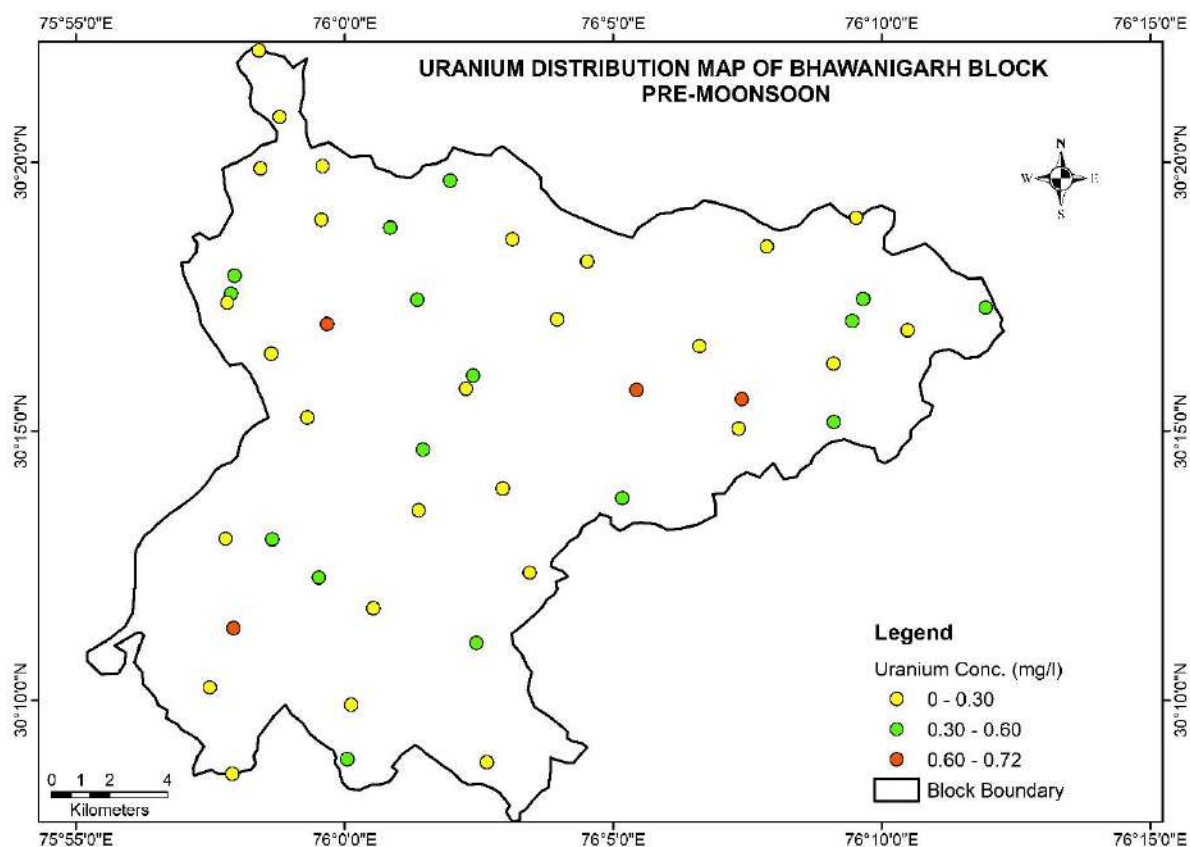 75°55'0"E 76°0'0"E 76°5'0"E 76°10'0"E 76°15'0"E
URANIUM DISTRIBUTION MAP OF BHAWANIGARH BLOCK
PRE-MOONSOON
N
W E
S
30°20'0"N 30°20'0"N
30°15'0"N 30°15'0"N
30°10'0"N 30°10'0"N
Legend
Uranium Conc. (mg/l)
0 - 0.30
0.30 - 0.60
0.60 - 0.72
Block Boundary
0 1 2 4
Kilometers
75°55'0"E 76°0'0"E 76°5'0"E 76°10'0"E 76°15'0"E